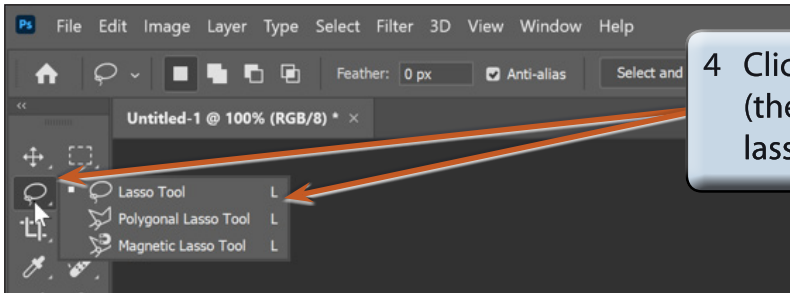 Ps File Edit Image Layer Type Select Filter 3D View Window Help
Feather: 0 px Anti-alias Select and
Untitled-1 @ 100% (RGB/8) * ×
Lasso Tool L
Polygonal Lasso Tool L
Magnetic Lasso Tool L
4 Clic
(the
lass